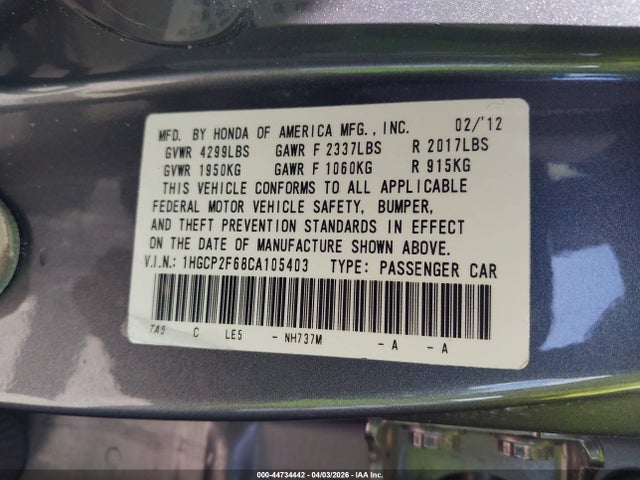 MFD. BY HONDA OF AMERICA MFG., INC. 02/'12
GVWR 4299LBS GAWR F 2337LBS R 2017LBS
GVWR 1950KG GAWR F 1060KG R 915KG
THIS VEHICLE CONFORMS TO ALL APPLICABLE
FEDERAL MOTOR VEHICLE SAFETY, BUMPER,
AND THEFT PREVENTION STANDARDS IN EFFECT
ON THE DATE OF MANUFACTURE SHOWN ABOVE.
V.I.N.: 1HGCP2F68CA105403 TYPE: PASSENGER CAR
TA5 C LE5 - NH737M - A - A
000-44734442 - 04/03/2026 - IAA Inc.